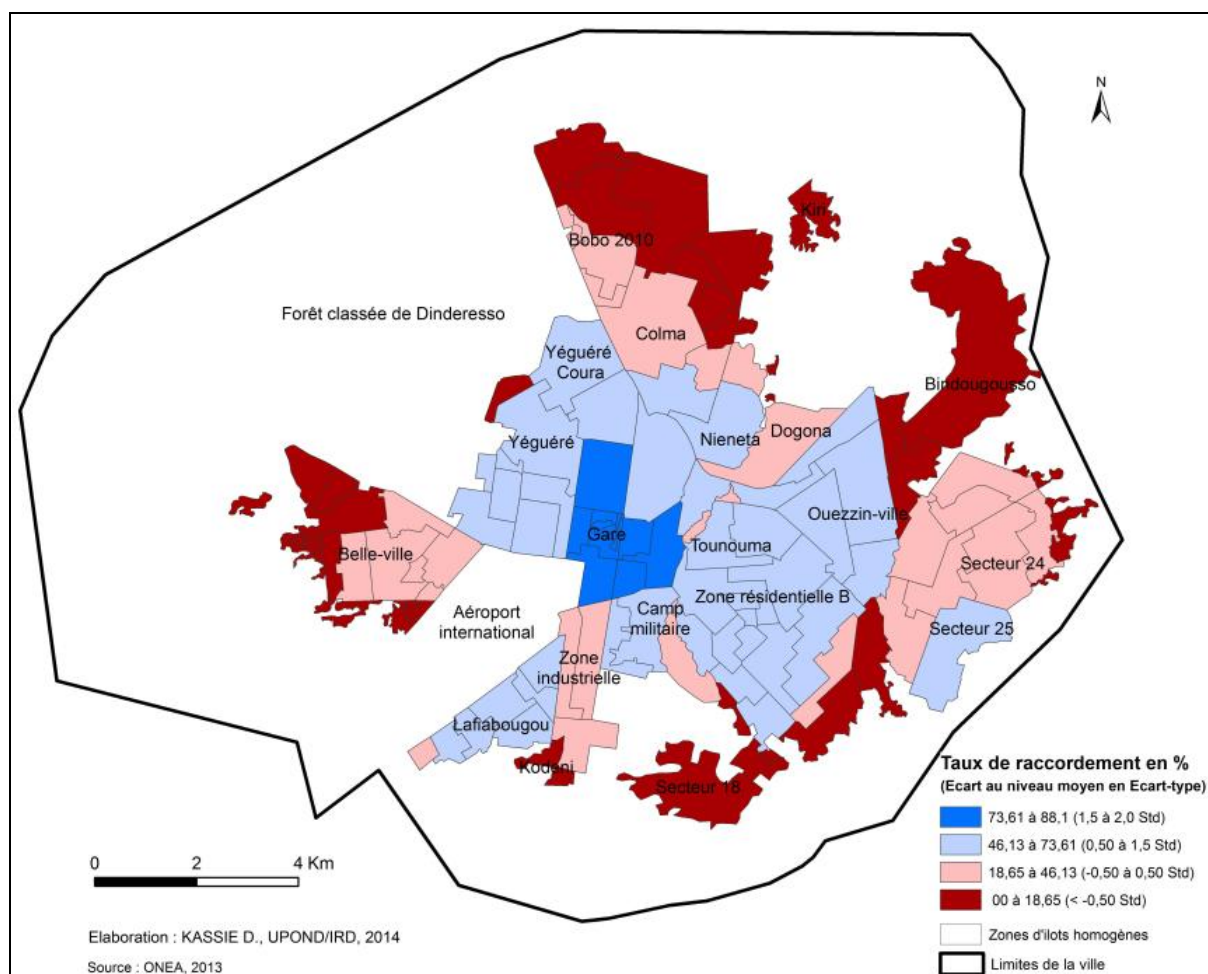 N
Kin
Bobo 2010
Forêt classée de Dinderesso
Colma
Yéguéré
Coura
Bindougousso
Yéguéré
Nieneta
Dogona
Ouezzin-ville
Gare
Tounouma
Belle-ville
Secteur 24
Zone résidentielle B
Aéroport
international
Camp
militaire
Secteur 25
Zone
industrielle
Lafiabougou
Kodeni
Secteur 18
Taux de raccordement en %
(Ecart au niveau moyen en Ecart-type)
73,61 à 88,1 (1,5 à 2,0 Std)
46,13 à 73,61 (0,50 à 1,5 Std)
18,65 à 46,13 (-0,50 à 0,50 Std)
00 à 18,65 (< -0,50 Std)
Zones d'ilots homogènes
Limites de la ville
0 2 4 Km
Elaboration : KASSIE D., UPOND/IRD, 2014
Source : ONEA, 2013